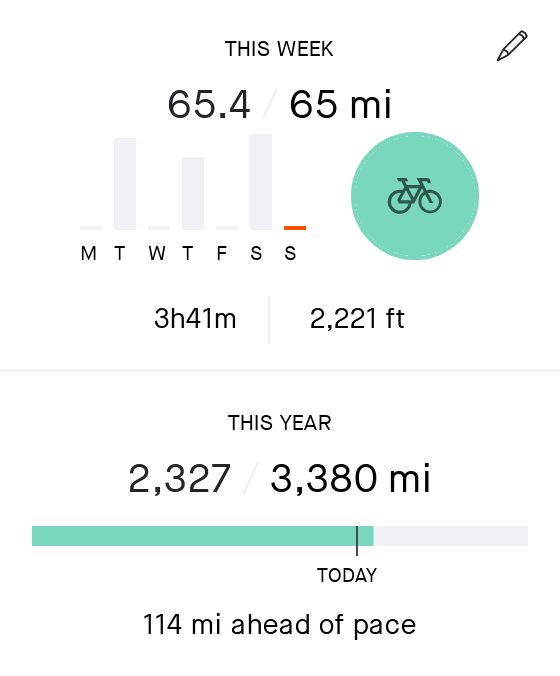 THIS WEEK
65.4 / 65 mi
M T W T F S S
3h41m 2,221 ft
THIS YEAR
2,327 / 3,380 mi
TODAY
114 mi ahead of pace